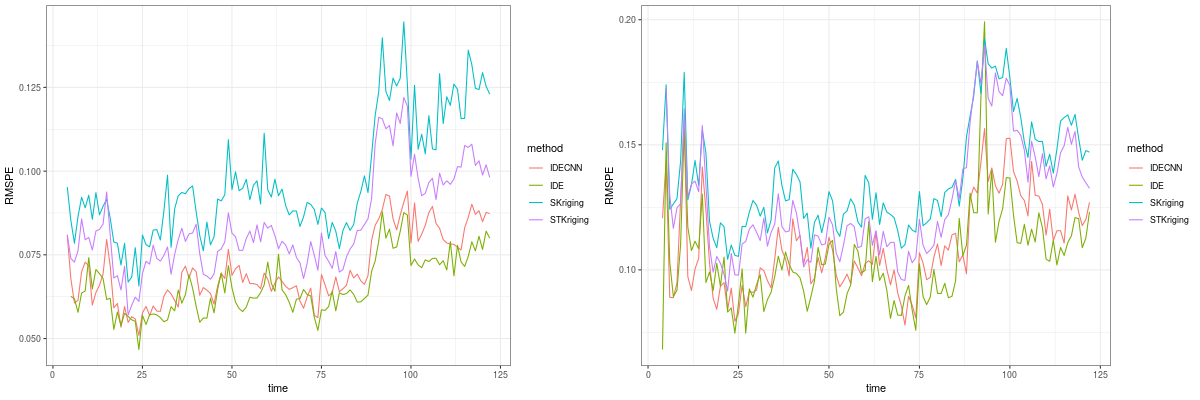 RMSPE
0.125
0.100
0.075
0.050
0
25
50
75
100
125
time
method
IDECNN
IDE
SKriging
STKriging
RMSPE
0.20
0.15
0.10
0
25
50
75
100
125
time
method
IDECNN
IDE
SKriging
STKriging